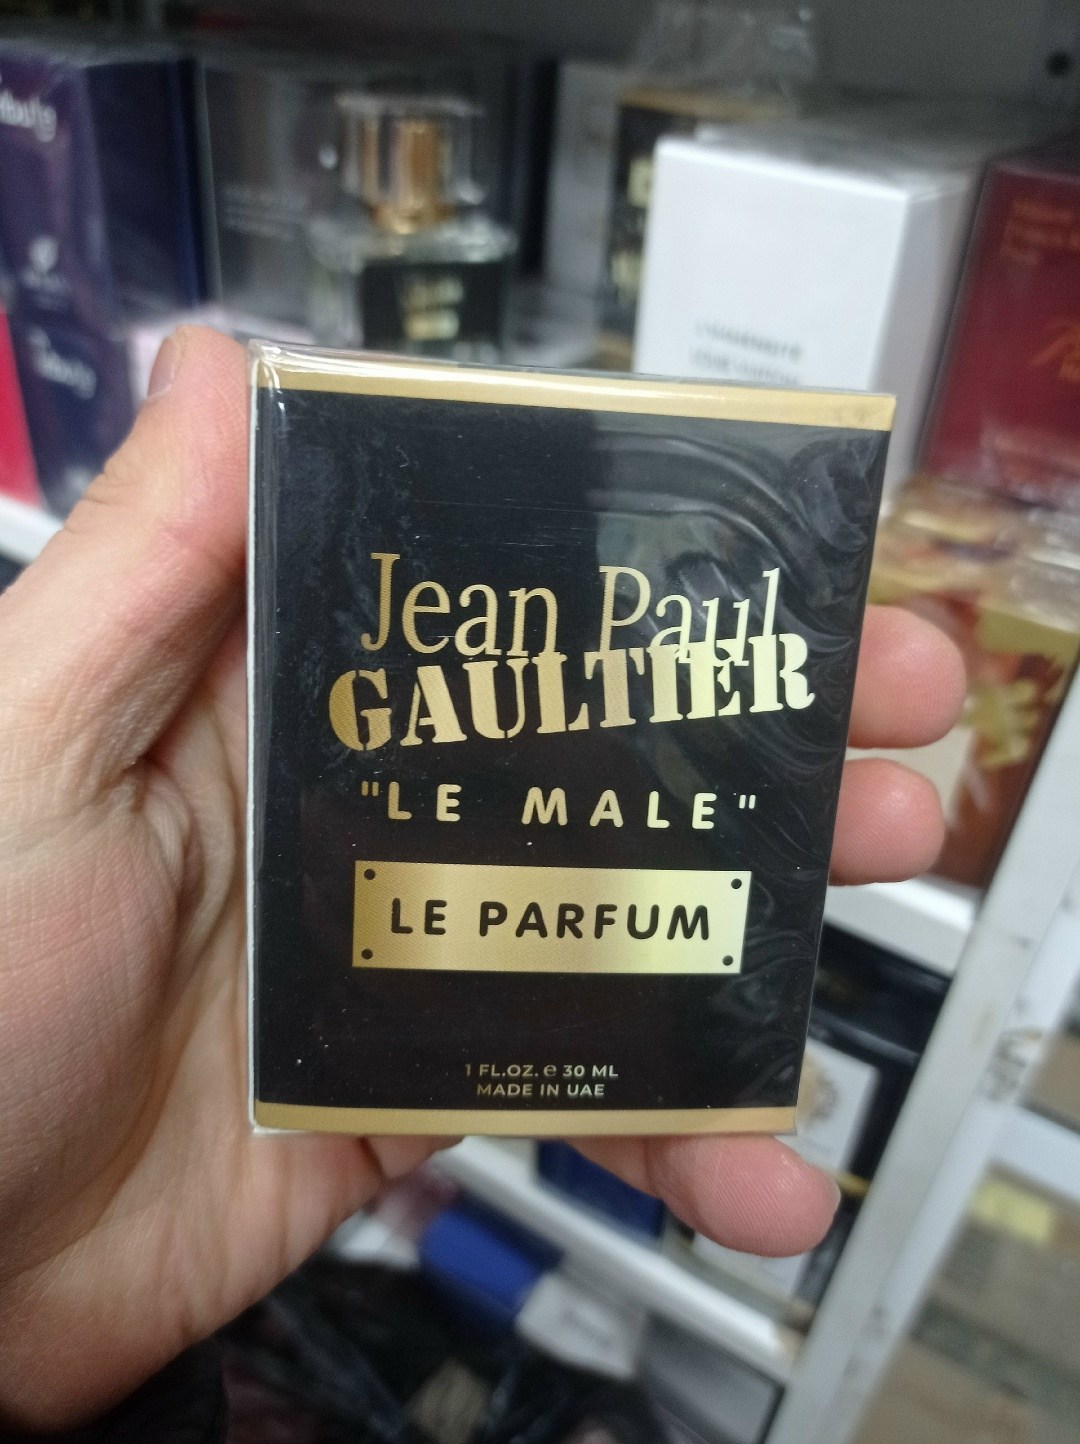 Jean Paul
GAULTIER
"LE MALE"
LE PARFUM
1 FL.OZ. e 30 ML
MADE IN UAE